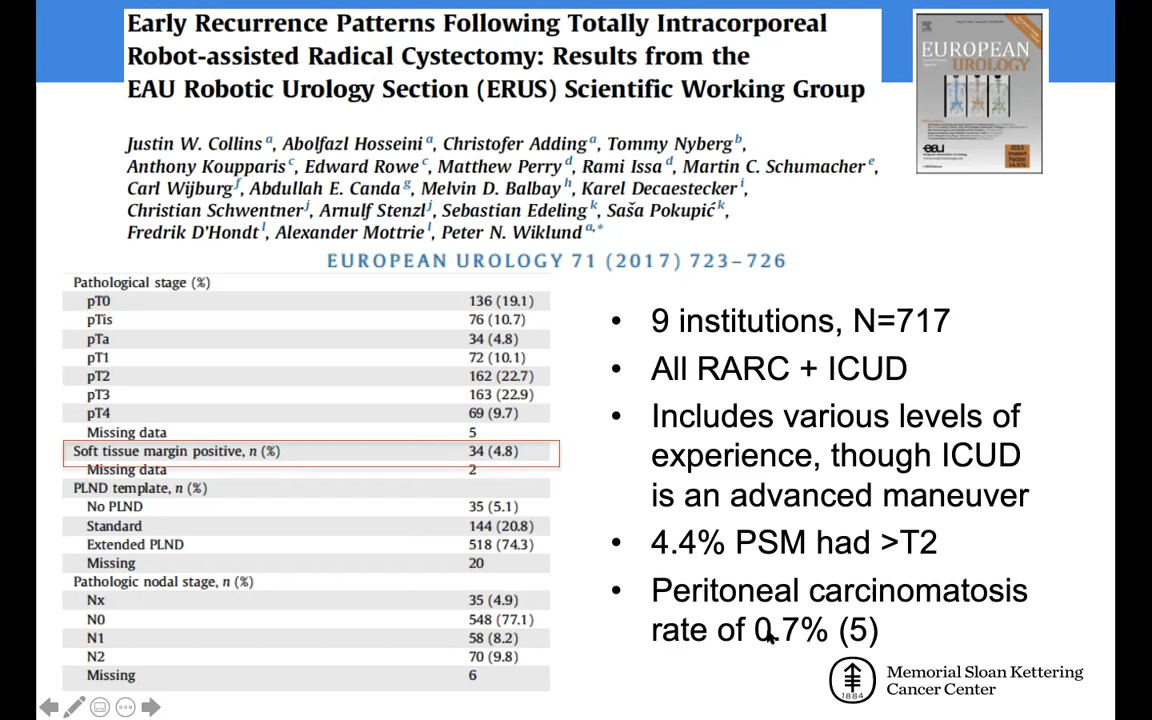 Early Recurrence Patterns Following Totally Intracorporeal
Robot-assisted Radical Cystectomy: Results from the
EAU Robotic Urology Section (ERUS) Scientific Working Group
EUROPEAN
UROLOGY
eau
2015
Impact
Factor
14.976
Justin W. Collins a, Abolfazl Hosseini a, Christofer Adding a, Tommy Nyberg b,
Anthony Koupparis c, Edward Rowe c, Matthew Perry d, Rami Issa d, Martin C. Schumacher e,
Carl Wijburg f, Abdullah E. Canda g, Melvin D. Balbay h, Karel Decaestecker i,
Christian Schwentner j, Arnulf Stenzl j, Sebastian Edeling k, Saša Pokupić k,
Fredrik D'Hondt l, Alexander Mottrie l, Peter N. Wiklund a,*
EUROPEAN UROLOGY 71 (2017) 723–726
Pathological stage (%)
pT0 136 (19.1)
pTis 76 (10.7)
pTa 34 (4.8)
pT1 72 (10.1)
pT2 162 (22.7)
pT3 163 (22.9)
pT4 69 (9.7)
Missing data 5
Soft tissue margin positive, n (%) 34 (4.8)
Missing data 2
PLND template, n (%)
No PLND 35 (5.1)
Standard 144 (20.8)
Extended PLND 518 (74.3)
Missing 20
Pathologic nodal stage, n (%)
Nx 35 (4.9)
N0 548 (77.1)
N1 58 (8.2)
N2 70 (9.8)
Missing 6
• 9 institutions, N=717
• All RARC + ICUD
• Includes various levels of
experience, though ICUD
is an advanced maneuver
• 4.4% PSM had >T2
• Peritoneal carcinomatosis
rate of 0.7% (5)
1884
Memorial Sloan Kettering
Cancer Center